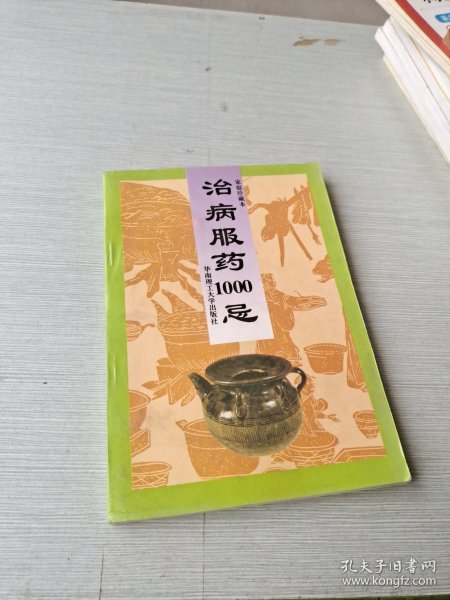 家庭珍藏本
治病服药1000忌
华南理工大学出版社
孔夫子旧书网
www.kongfz.com